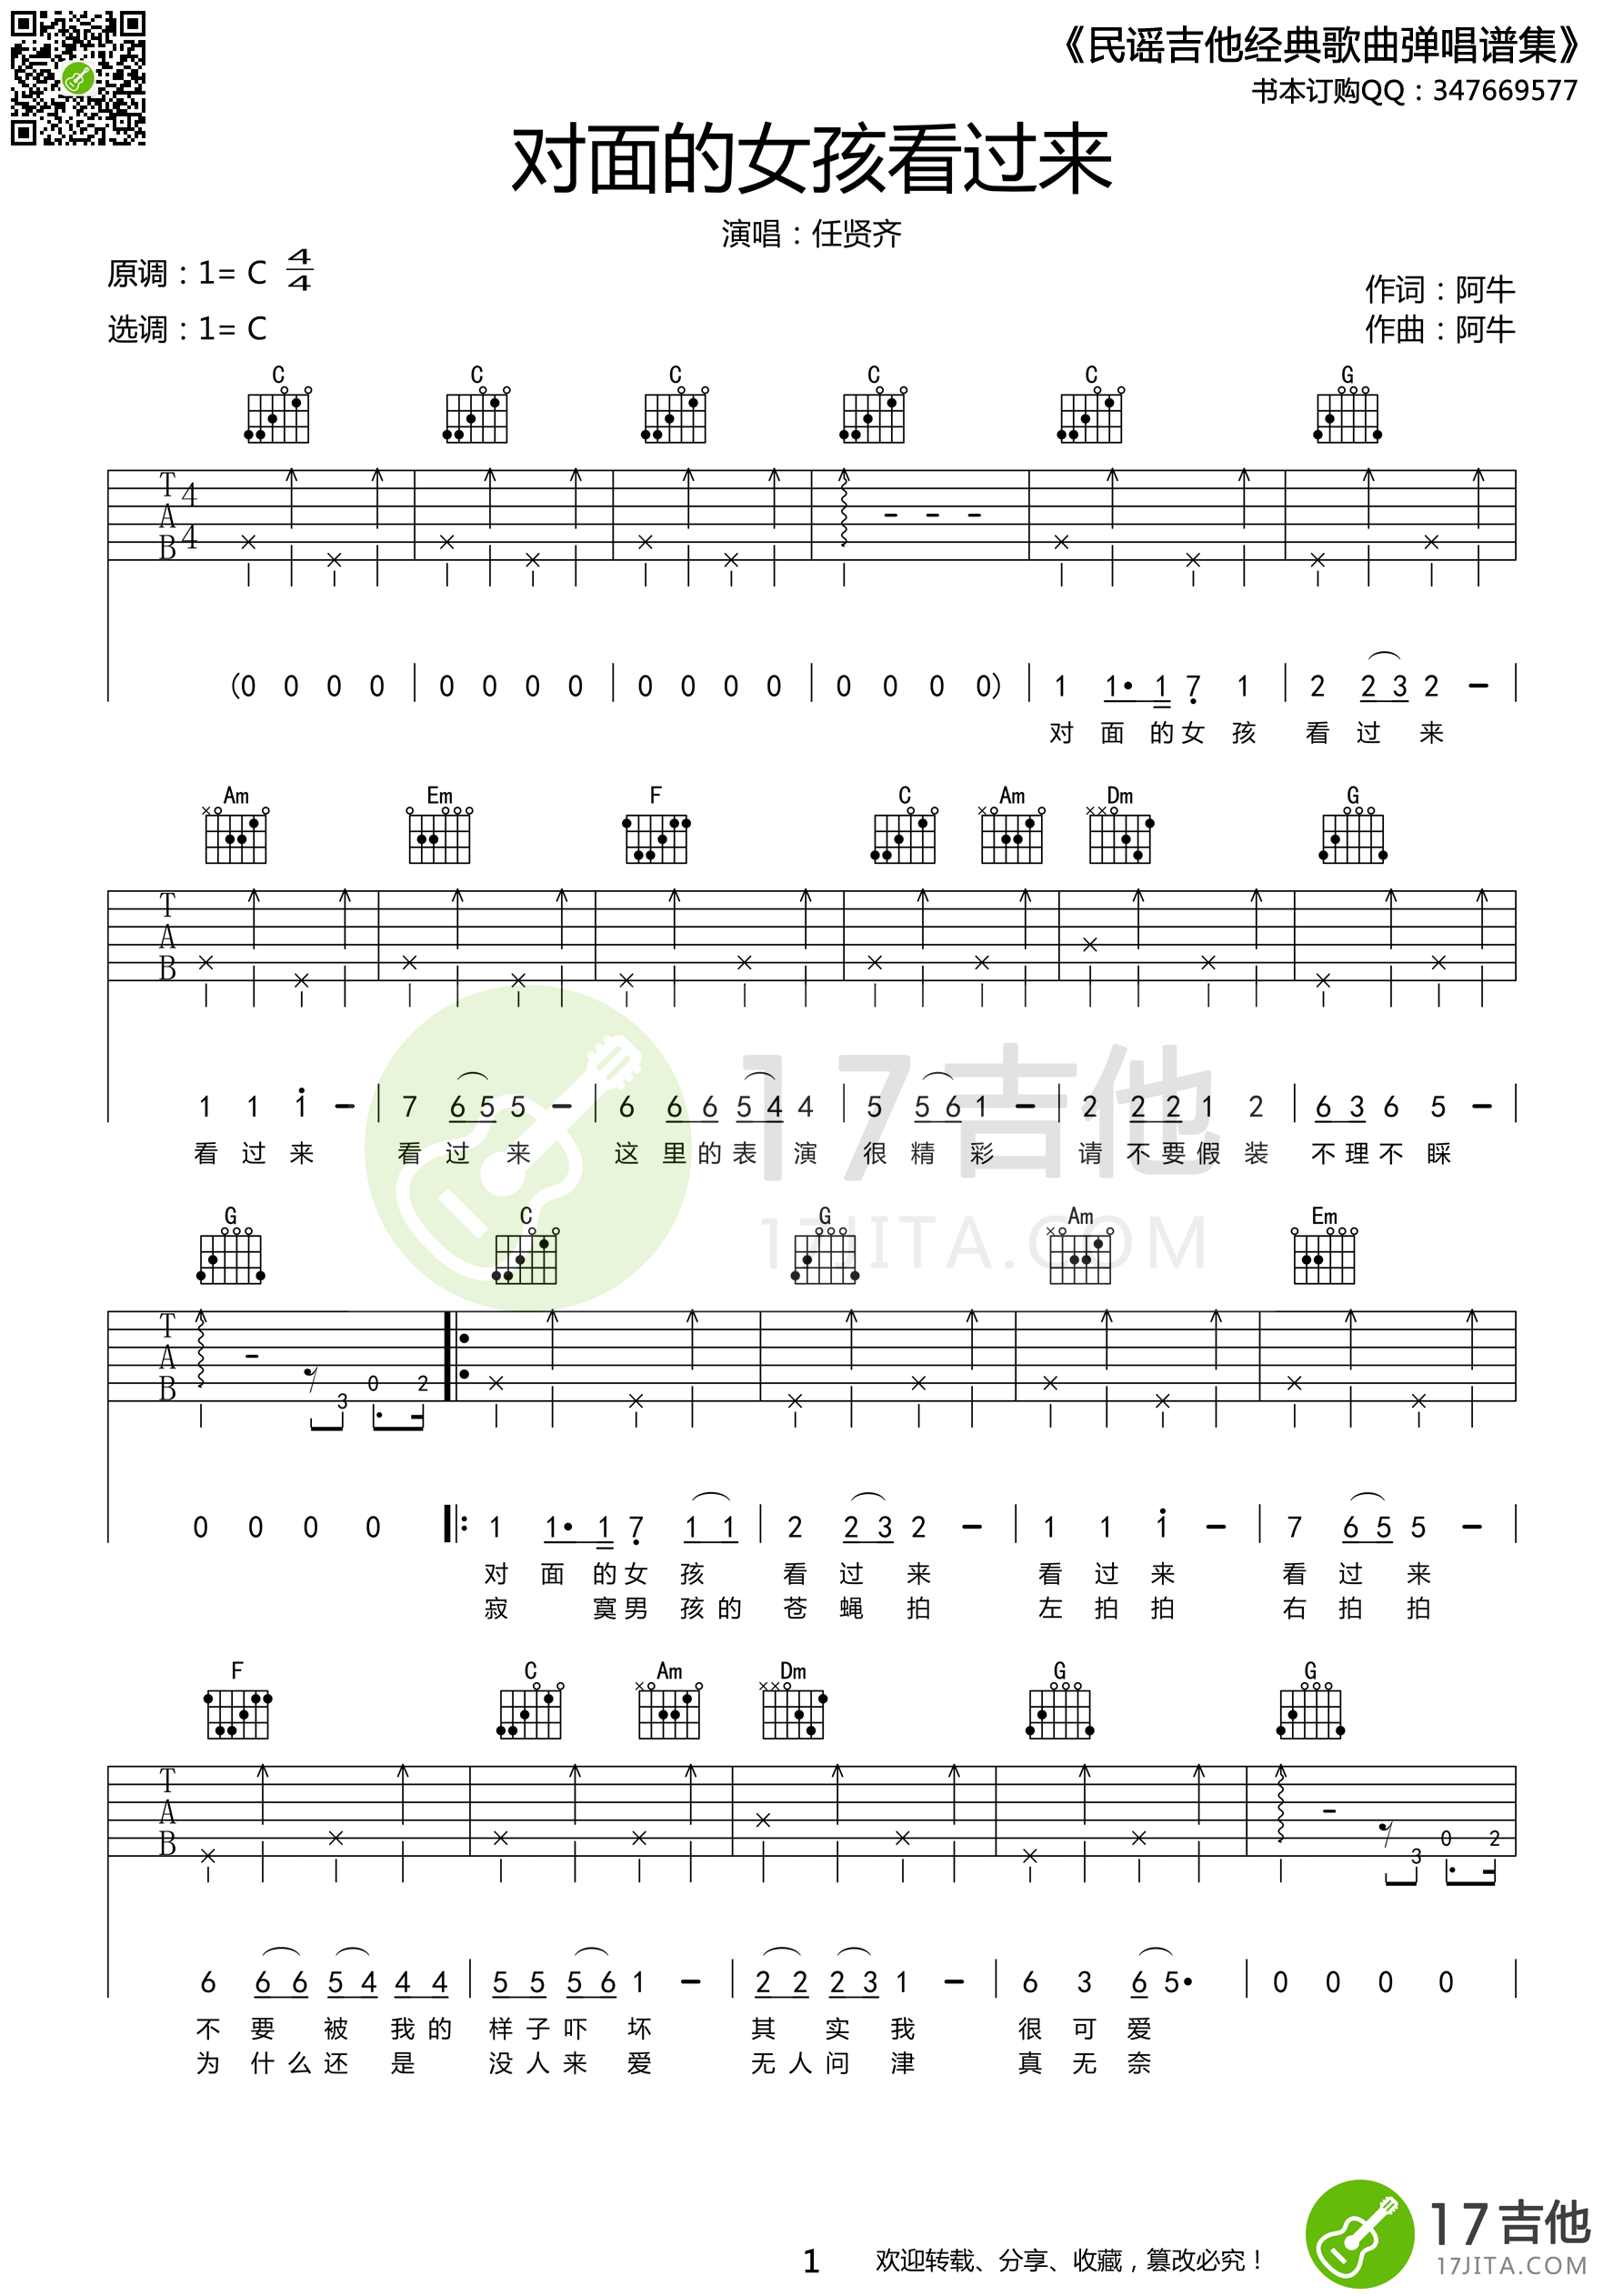 《民谣吉他经典歌曲弹唱谱集》
书本订购QQ：347669577
对面的女孩看过来
演唱：任贤齐
原调：1= C 4/4
选调：1= C
作词：阿牛
作曲：阿牛
C C C C C G
T A B 4 4
(0 0 0 0 | 0 0 0 0 | 0 0 0 0 | 0 0 0 0) | 1 1• 1 7 1 | 2 2 3 2 - |
对 面 的 女 孩 看 过 来
Am Em F C Am Dm G
T A B
1 1 1 - | 7 6 5 5 - | 6 6 6 5 4 4 | 5 5 6 1 - | 2 2 2 1 2 | 6 3 6 5 - |
看 过 来 看 过 来 这 里 的 表 演 很 精 彩 请 不 要 假 装 不 理 不 睬
17吉他
17JITA.COM
G C G Am Em
T A B 3 0 2
0 0 0 0 |: 1 1• 1 7 1 1 | 2 2 3 2 - | 1 1 1 - | 7 6 5 5 - |
对 面 的 女 孩 看 过 来 看 过 来 看 过 来
寂 寞 男 孩 的 苍 蝇 拍 左 拍 拍 右 拍 拍
F C Am Dm G G
T A B 3 0 2
6 6 6 5 4 4 4 | 5 5 5 6 1 - | 2 2 2 3 1 - | 6 3 6 5• | 0 0 0 0 |
不 要 被 我 的 样 子 吓 坏 其 实 我 很 可 爱
为 什 么 还 是 没 人 来 爱 无 人 问 津 真 无 奈
1
欢迎转载、分享、收藏，篡改必究！
17吉他
17JITA.COM